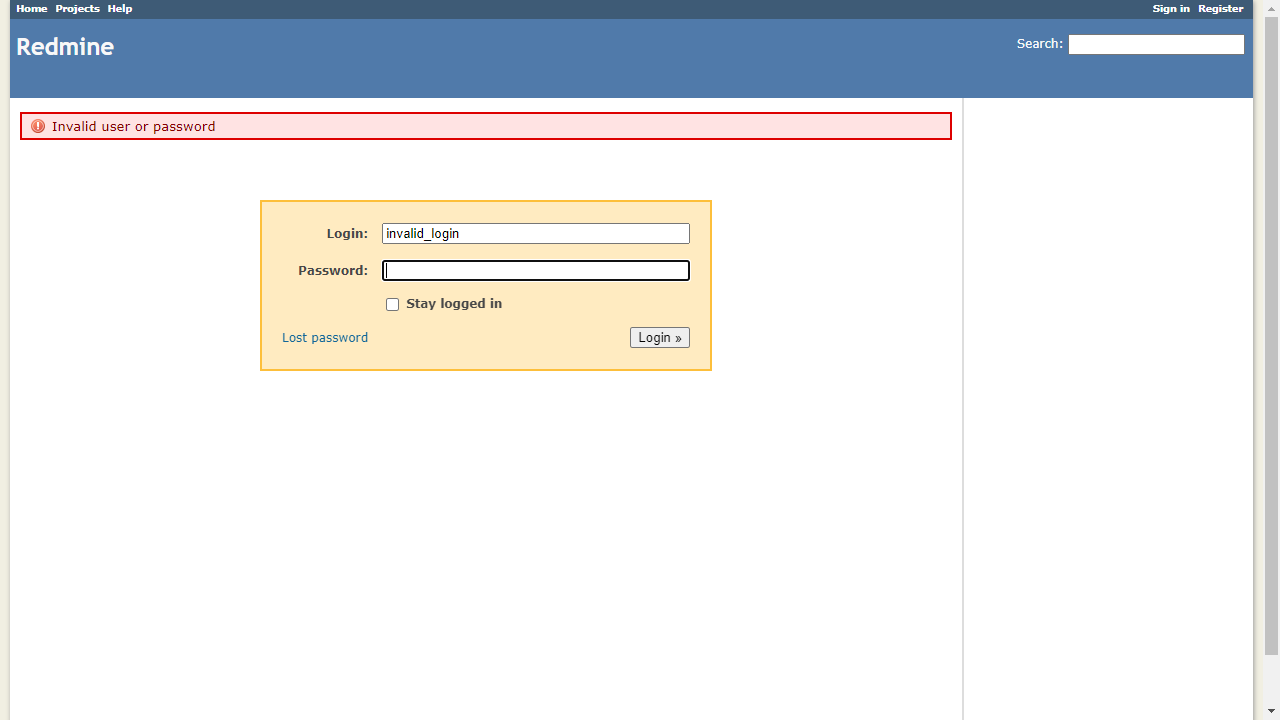 Home Projects Help Sign in Register
Redmine
Search:
Invalid user or password
Login: invalid_login
Password:
Stay logged in
Lost password Login »